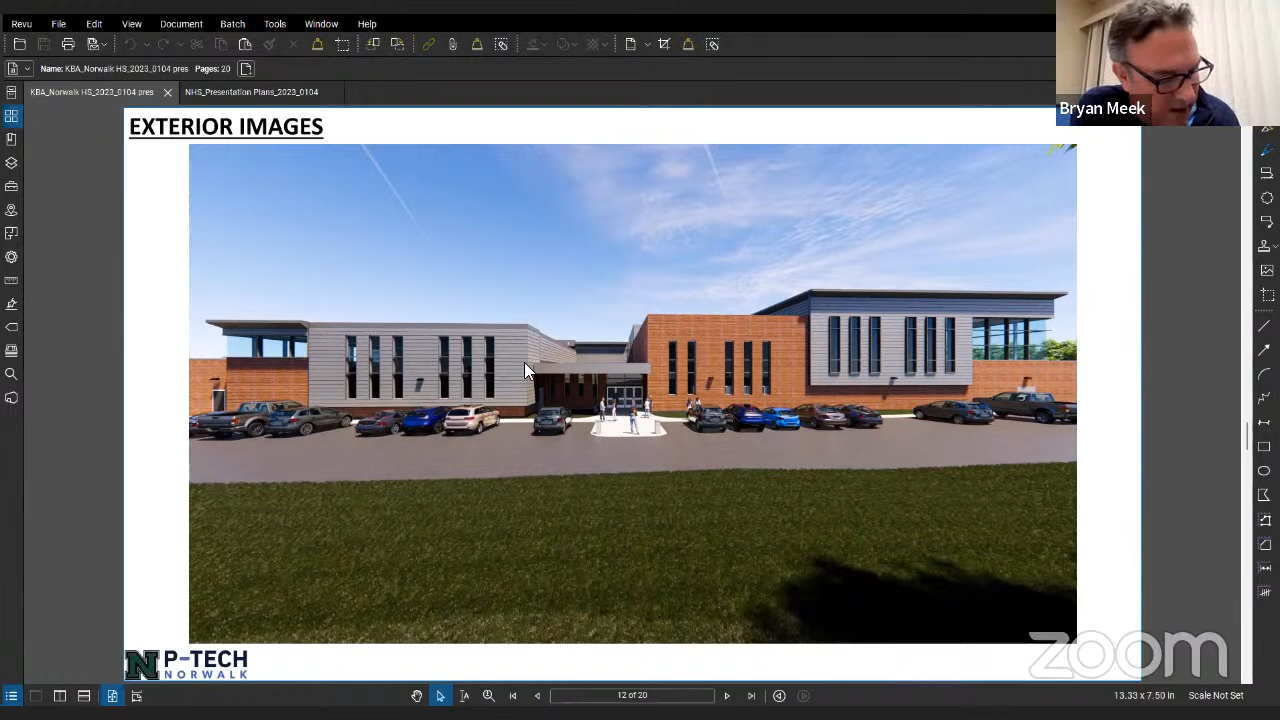 Revu File Edit View Document Batch Tools Window Help
Name: KBA_Norwalk HS_2023_0104 pres Pages: 20
KBA_Norwalk HS_2023_0104 pres NHS_Presentation Plans_2023_0104
Bryan Meek
EXTERIOR IMAGES
N P-TECH
NORWALK
zoom
12 of 20
13.33 x 7.50 in Scale Not Set